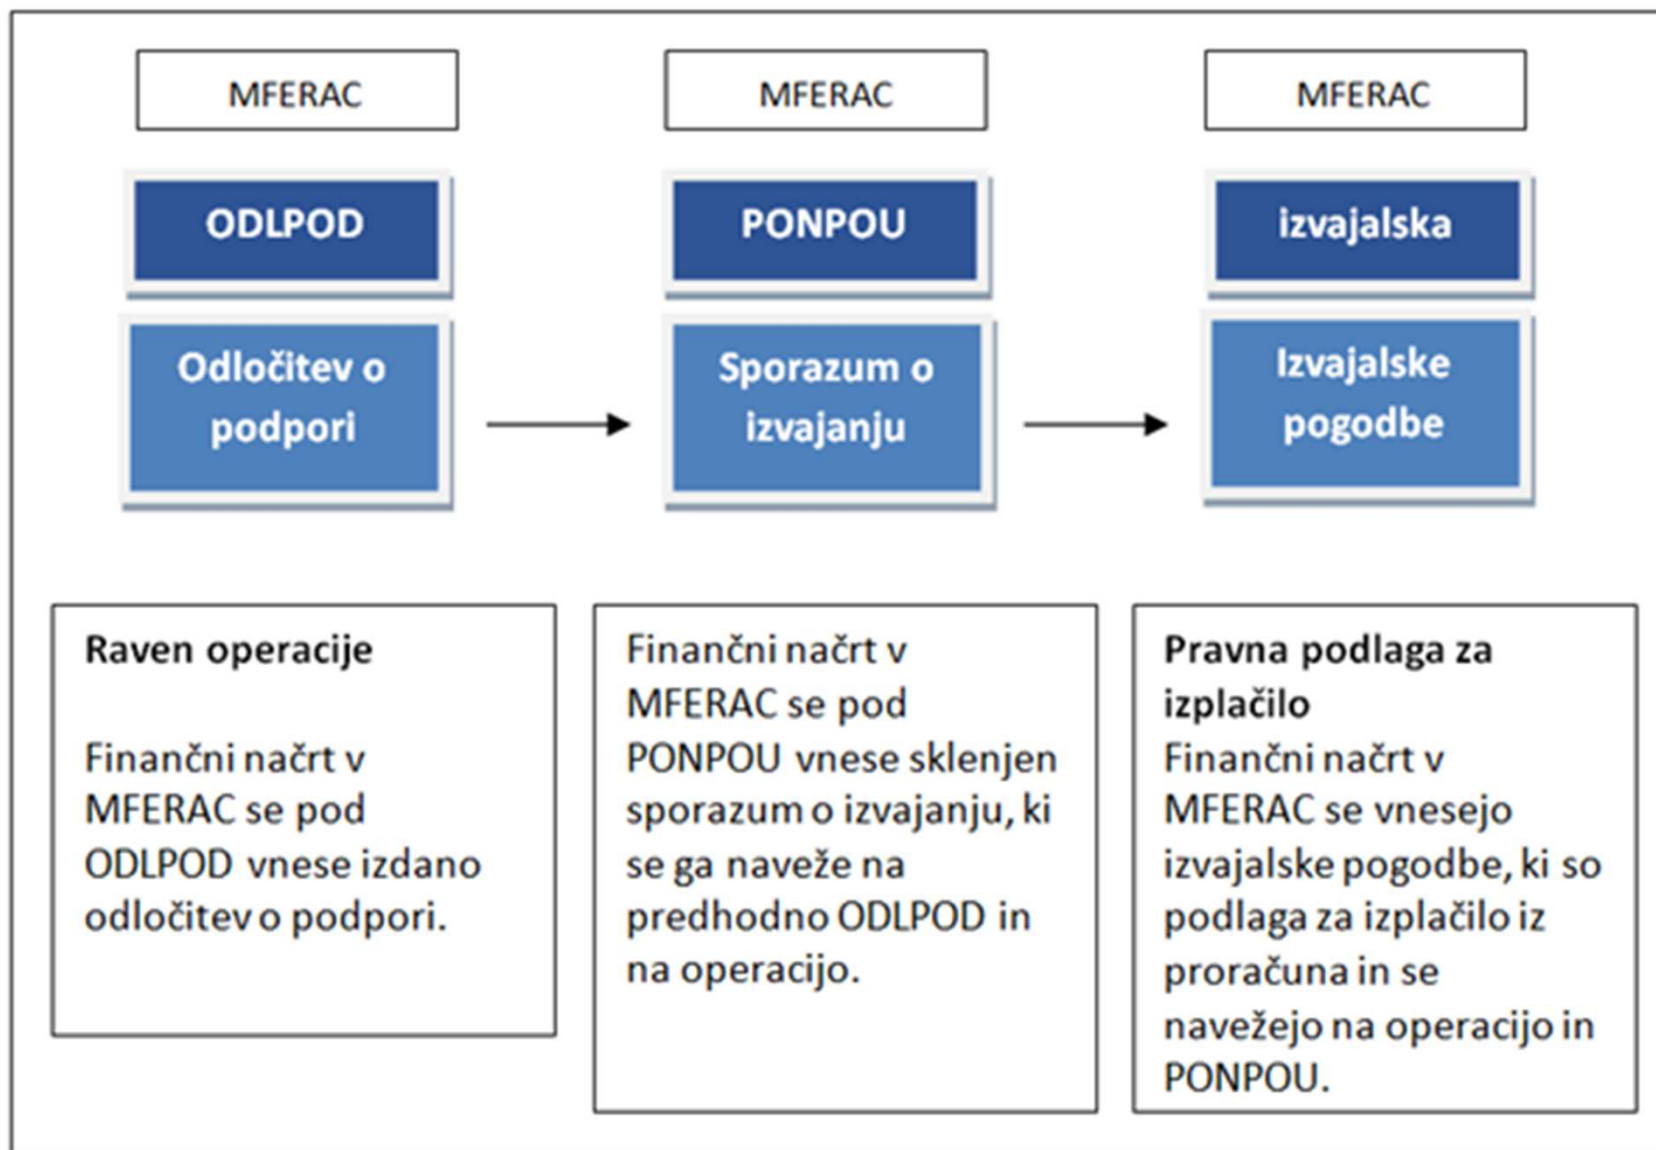 MFERAC
MFERAC
MFERAC
ODLPOD
PONPOU
izvajalska
Odločitev o
podpori
Sporazum o
izvajanju
Izvajalske
pogodbe
Raven operacije
Finančni načrt v
MFERAC se pod
ODLPOD vnese izdano
odločitev o podpori.
Finančni načrt v
MFERAC se pod
PONPOU vnese sklenjen
sporazum o izvajanju, ki
se ga naveže na
predhodno ODLPOD in
na operacijo.
Pravna podlaga za
izplačilo
Finančni načrt v
MFERAC se vnesejo
izvajalske pogodbe, ki so
podlaga za izplačilo iz
proračuna in se
navežejo na operacijo in
PONPOU.